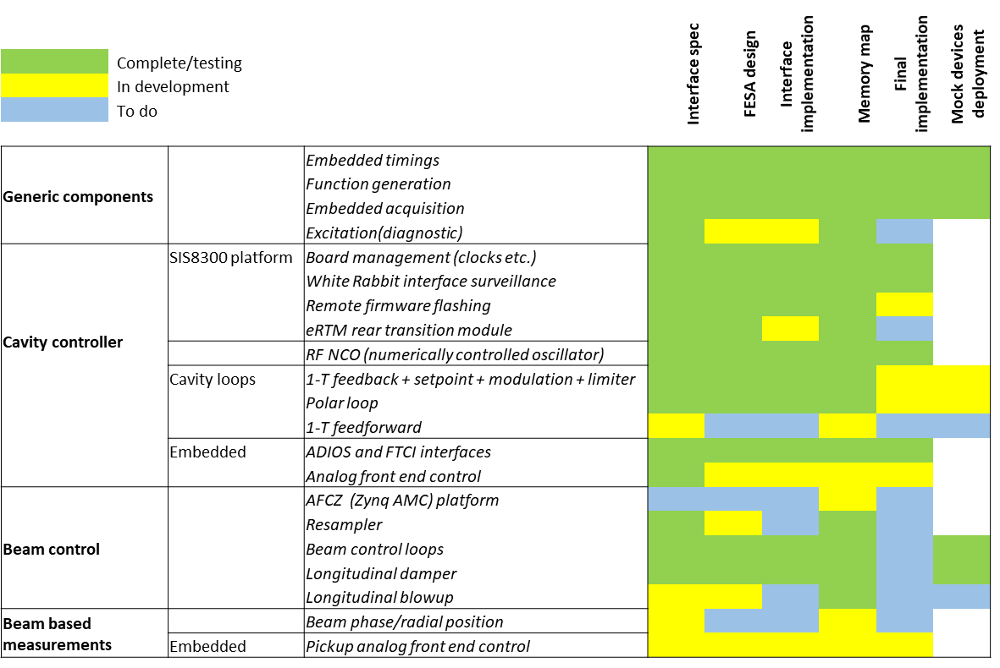 Complete/testing
In development
To do
Interface spec
FESA design
Interface
implementation
Memory map
Final
implementation
Mock devices
deployment
Generic components
Embedded timings
Function generation
Embedded acquisition
Excitation(diagnostic)
Cavity controller
SIS8300 platform
Board management (clocks etc.)
White Rabbit interface surveillance
Remote firmware flashing
eRTM rear transition module
RF NCO (numerically controlled oscillator)
Cavity loops
1-T feedback + setpoint + modulation + limiter
Polar loop
1-T feedforward
Embedded
ADIOS and FTCI interfaces
Analog front end control
Beam control
AFCZ (Zynq AMC) platform
Resampler
Beam control loops
Longitudinal damper
Longitudinal blowup
Beam based
measurements
Beam phase/radial position
Embedded
Pickup analog front end control